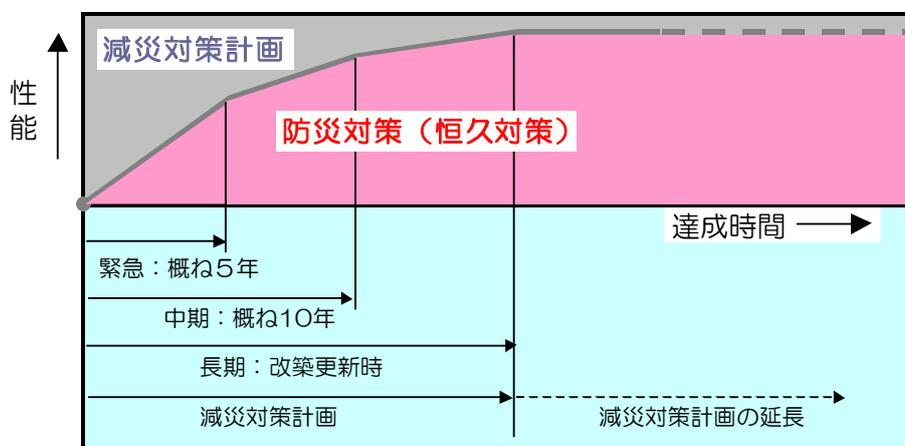 減災対策計画
性能
防災対策（恒久対策）
達成時間
緊急：概ね５年
中期：概ね10年
長期：改築更新時
減災対策計画
減災対策計画の延長